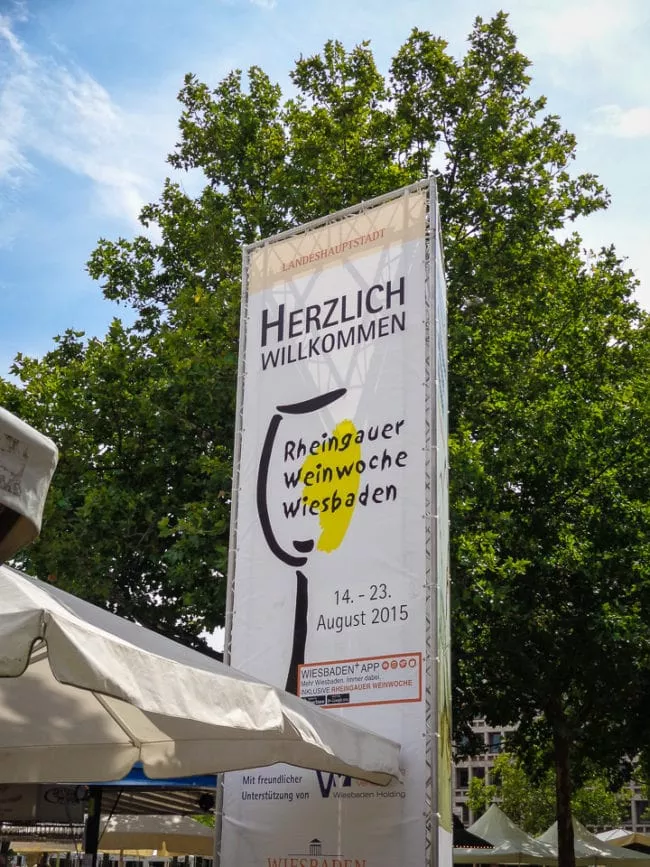 LANDESHAUPTSTADT
HERZLICH
WILLKOMMEN
Rheingauer
Weinwoche
Wiesbaden
14. - 23.
August 2015
WIESBADEN+ APP
Mehr Wiesbaden. Immer dabei.
INKLUSIVE RHEINGAUER WEINWOCHE
Mit freundlicher
Unterstützung von
Wiesbaden Holding
WIESBADEN